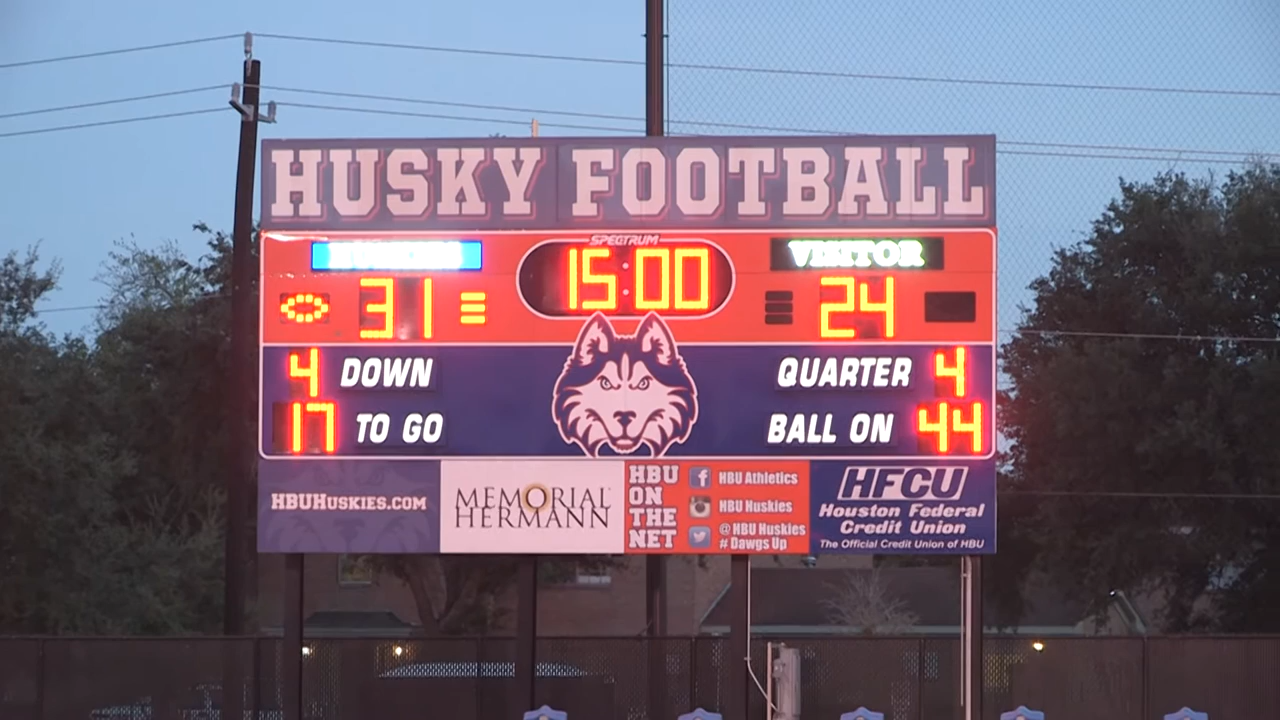 HUSKY FOOTBALL
SPECTRUM
VISITOR
15:00
31
24
4 DOWN
QUARTER 4
17 TO GO
BALL ON 44
HBUHUSKIES.COM
MEMORIAL
HERMANN
HBU
ON
THE
NET
HBU Athletics
HBU Huskies
@HBU Huskies
# Dawgs Up
HFCU
Houston Federal
Credit Union
The Official Credit Union of HBU